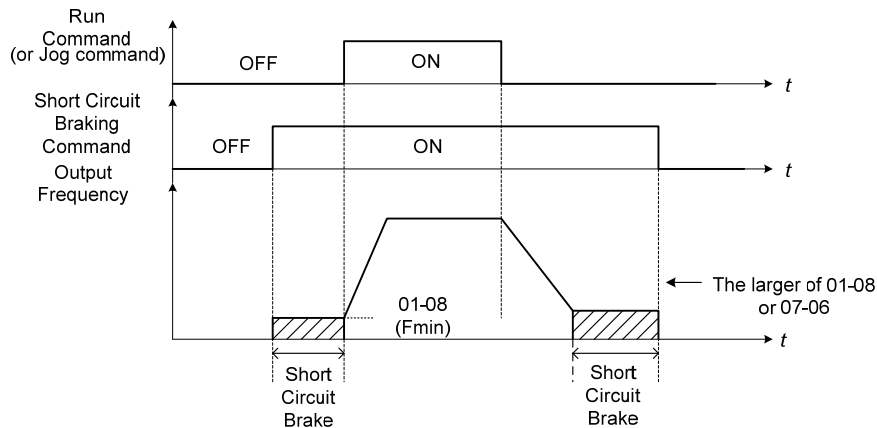 Run
Command
(or Jog command)
OFF
ON
t
Short Circuit
Braking
Command
OFF
ON
t
Output
Frequency
01-08
(Fmin)
The larger of 01-08
or 07-06
t
Short
Circuit
Brake
Short
Circuit
Brake